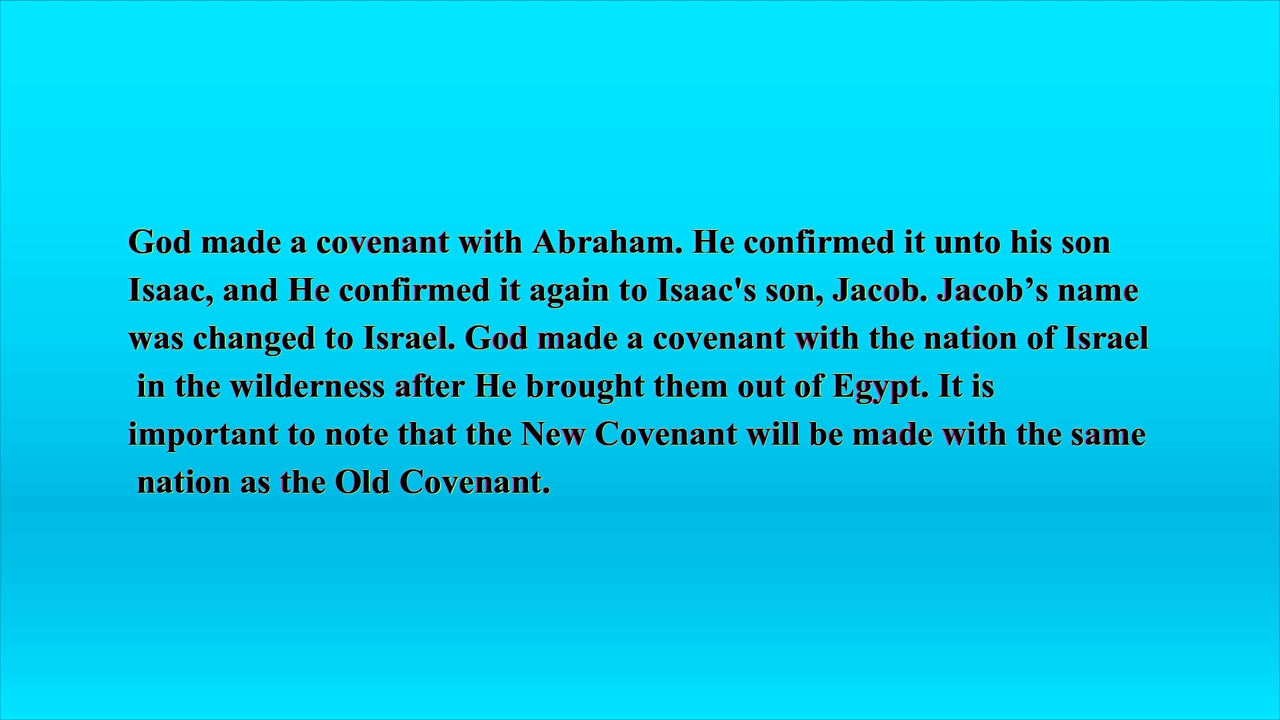 God made a covenant with Abraham. He confirmed it unto his son
Isaac, and He confirmed it again to Isaac's son, Jacob. Jacob’s name
was changed to Israel. God made a covenant with the nation of Israel
in the wilderness after He brought them out of Egypt. It is
important to note that the New Covenant will be made with the same
nation as the Old Covenant.